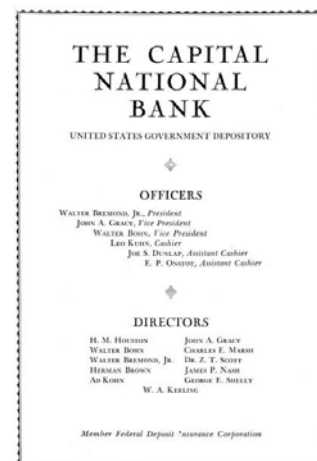 THE CAPITAL
NATIONAL
BANK
UNITED STATES GOVERNMENT DEPOSITORY
OFFICERS
WALTER BREMOND, JR., President
JOHN A. GRACY, Vice President
WALTER BOHN, Vice President
LEO KUHN, Cashier
JOE S. DUNLAP, Assistant Cashier
E. P. ONSTOT, Assistant Cashier
DIRECTORS
H. M. HOUSTON JOHN A. GRACY
WALTER BOHN CHARLES E. MARSH
WALTER BREMOND, JR. DR. Z. T. SCOTT
HERMAN BROWN JAMES P. NASH
AD KOHN GEORGE E. SHELLY
W. A. KEELING
Member Federal Deposit Insurance Corporation